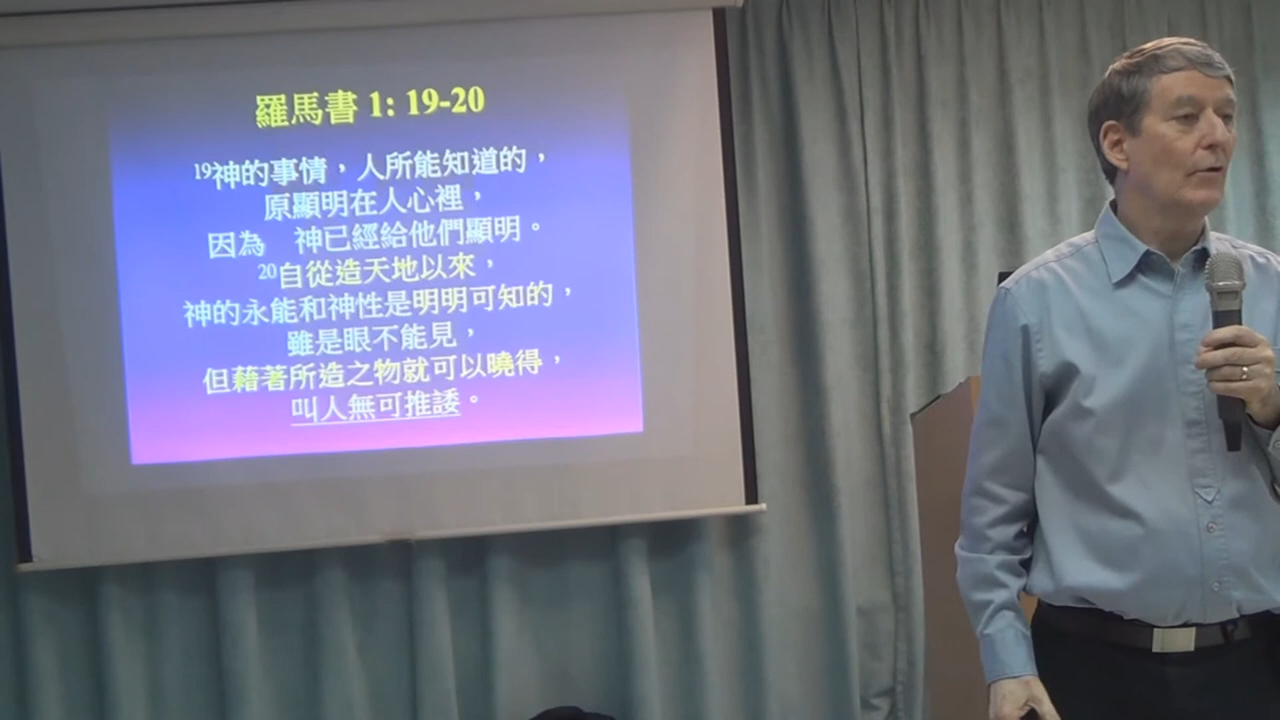 羅馬書 1: 19-20
19神的事情，人所能知道的，
原顯明在人心裡，
因為　神已經給他們顯明。
20自從造天地以來，
神的永能和神性是明明可知的，
雖是眼不能見，
但藉著所造之物就可以曉得，
叫人無可推諉。